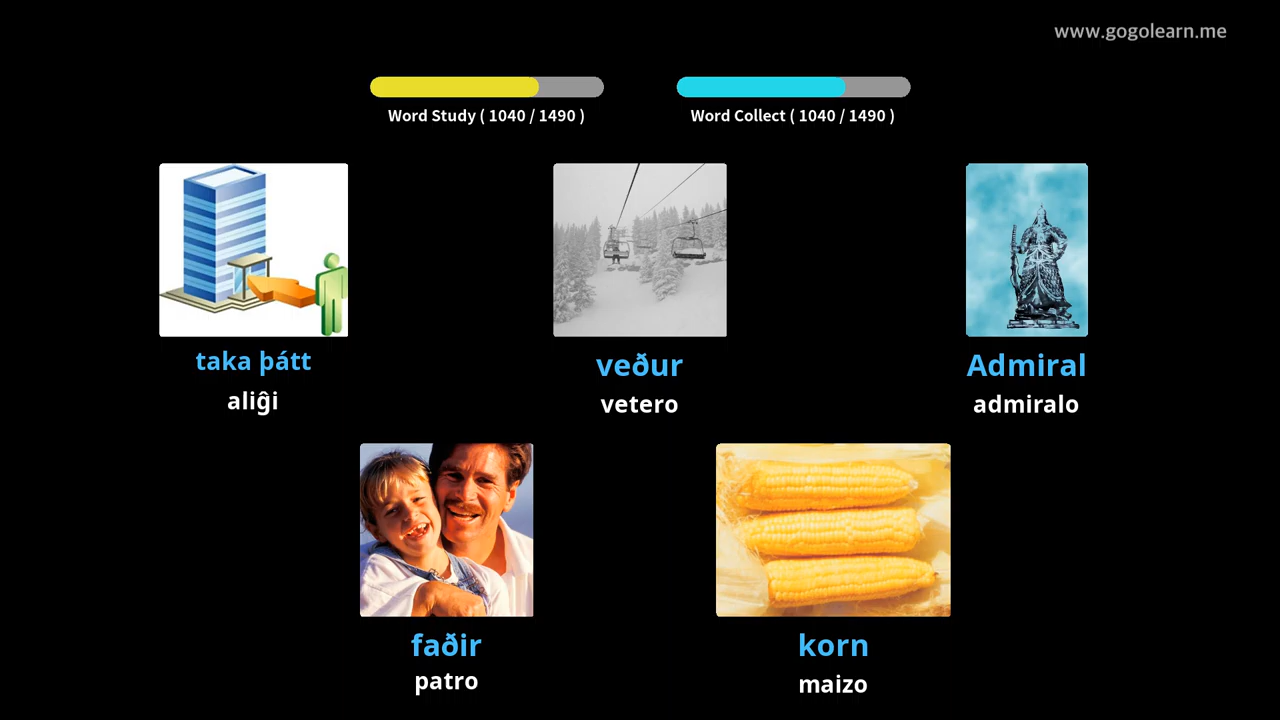 www.gogolearn.me
Word Study ( 1040 / 1490 )
Word Collect ( 1040 / 1490 )
taka þátt
aliĝi
veður
vetero
Admiral
admiralo
faðir
patro
korn
maizo